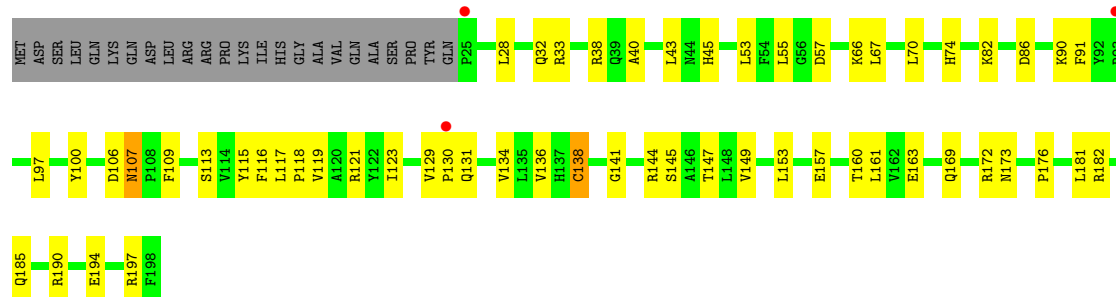 MET ASP SER LEU GLN LYS GLN ASP LEU ARG ARG PRO LYS ILE HIS GLY ALA VAL GLN ALA SER PRO TYR GLN P25 L28 Q32 R33 R38 Q39 A40 L43 N44 H45 L53 F54 L55 G56 D57 K66 L67 L70 H74 K82 D86 K90 F91 Y92
L97 Y100 D106 N107 P108 F109 S113 V114 Y115 F116 L117 P118 V119 A120 R121 Y122 I123 V129 P130 Q131 V134 L135 V136 H137 C138 G141 R144 S145 A146 T147 L148 V149 L153 E157 T160 L161 V162 E163 Q169 R172 N173 P176 L181 R182
Q185 R190 E194 R197 F198